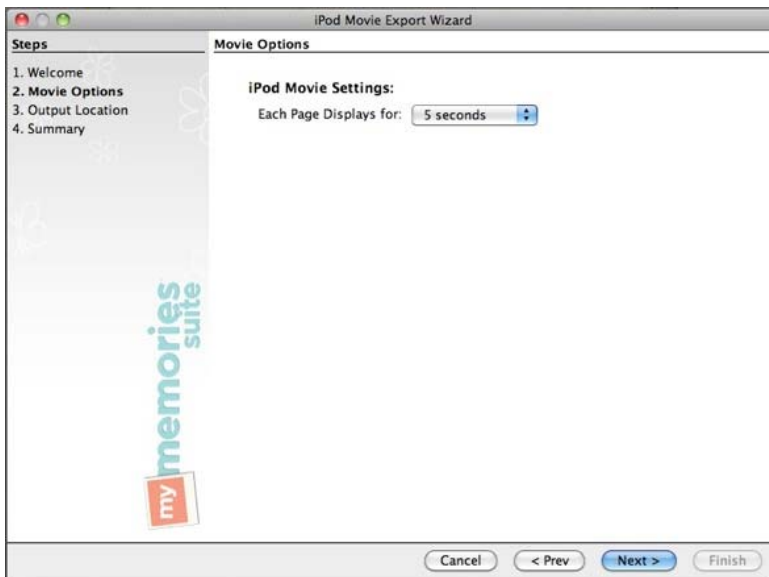 iPod Movie Export Wizard
Steps
1. Welcome
2. Movie Options
3. Output Location
4. Summary
Movie Options
iPod Movie Settings:
Each Page Displays for: 5 seconds
my memories suite
Cancel < Prev Next > Finish